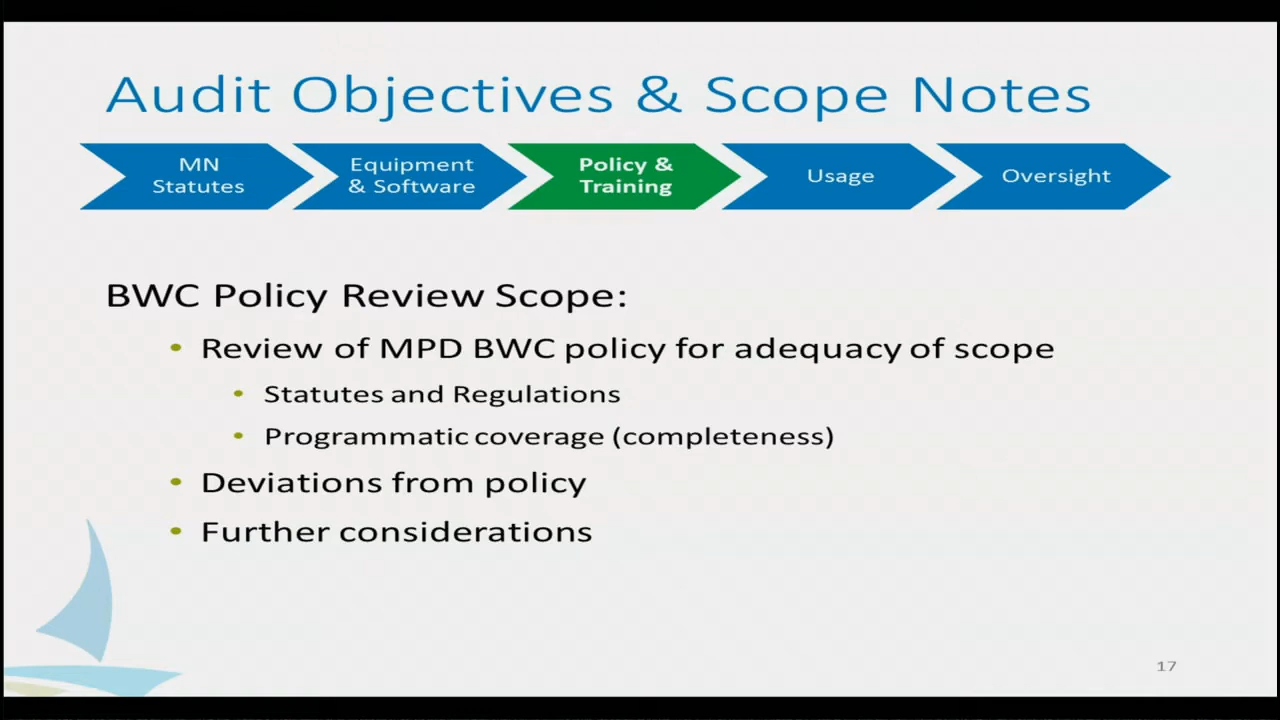 Audit Objectives & Scope Notes
MN
Statutes
Equipment
& Software
Policy &
Training
Usage
Oversight
BWC Policy Review Scope:
• Review of MPD BWC policy for adequacy of scope
• Statutes and Regulations
• Programmatic coverage (completeness)
• Deviations from policy
• Further considerations
17